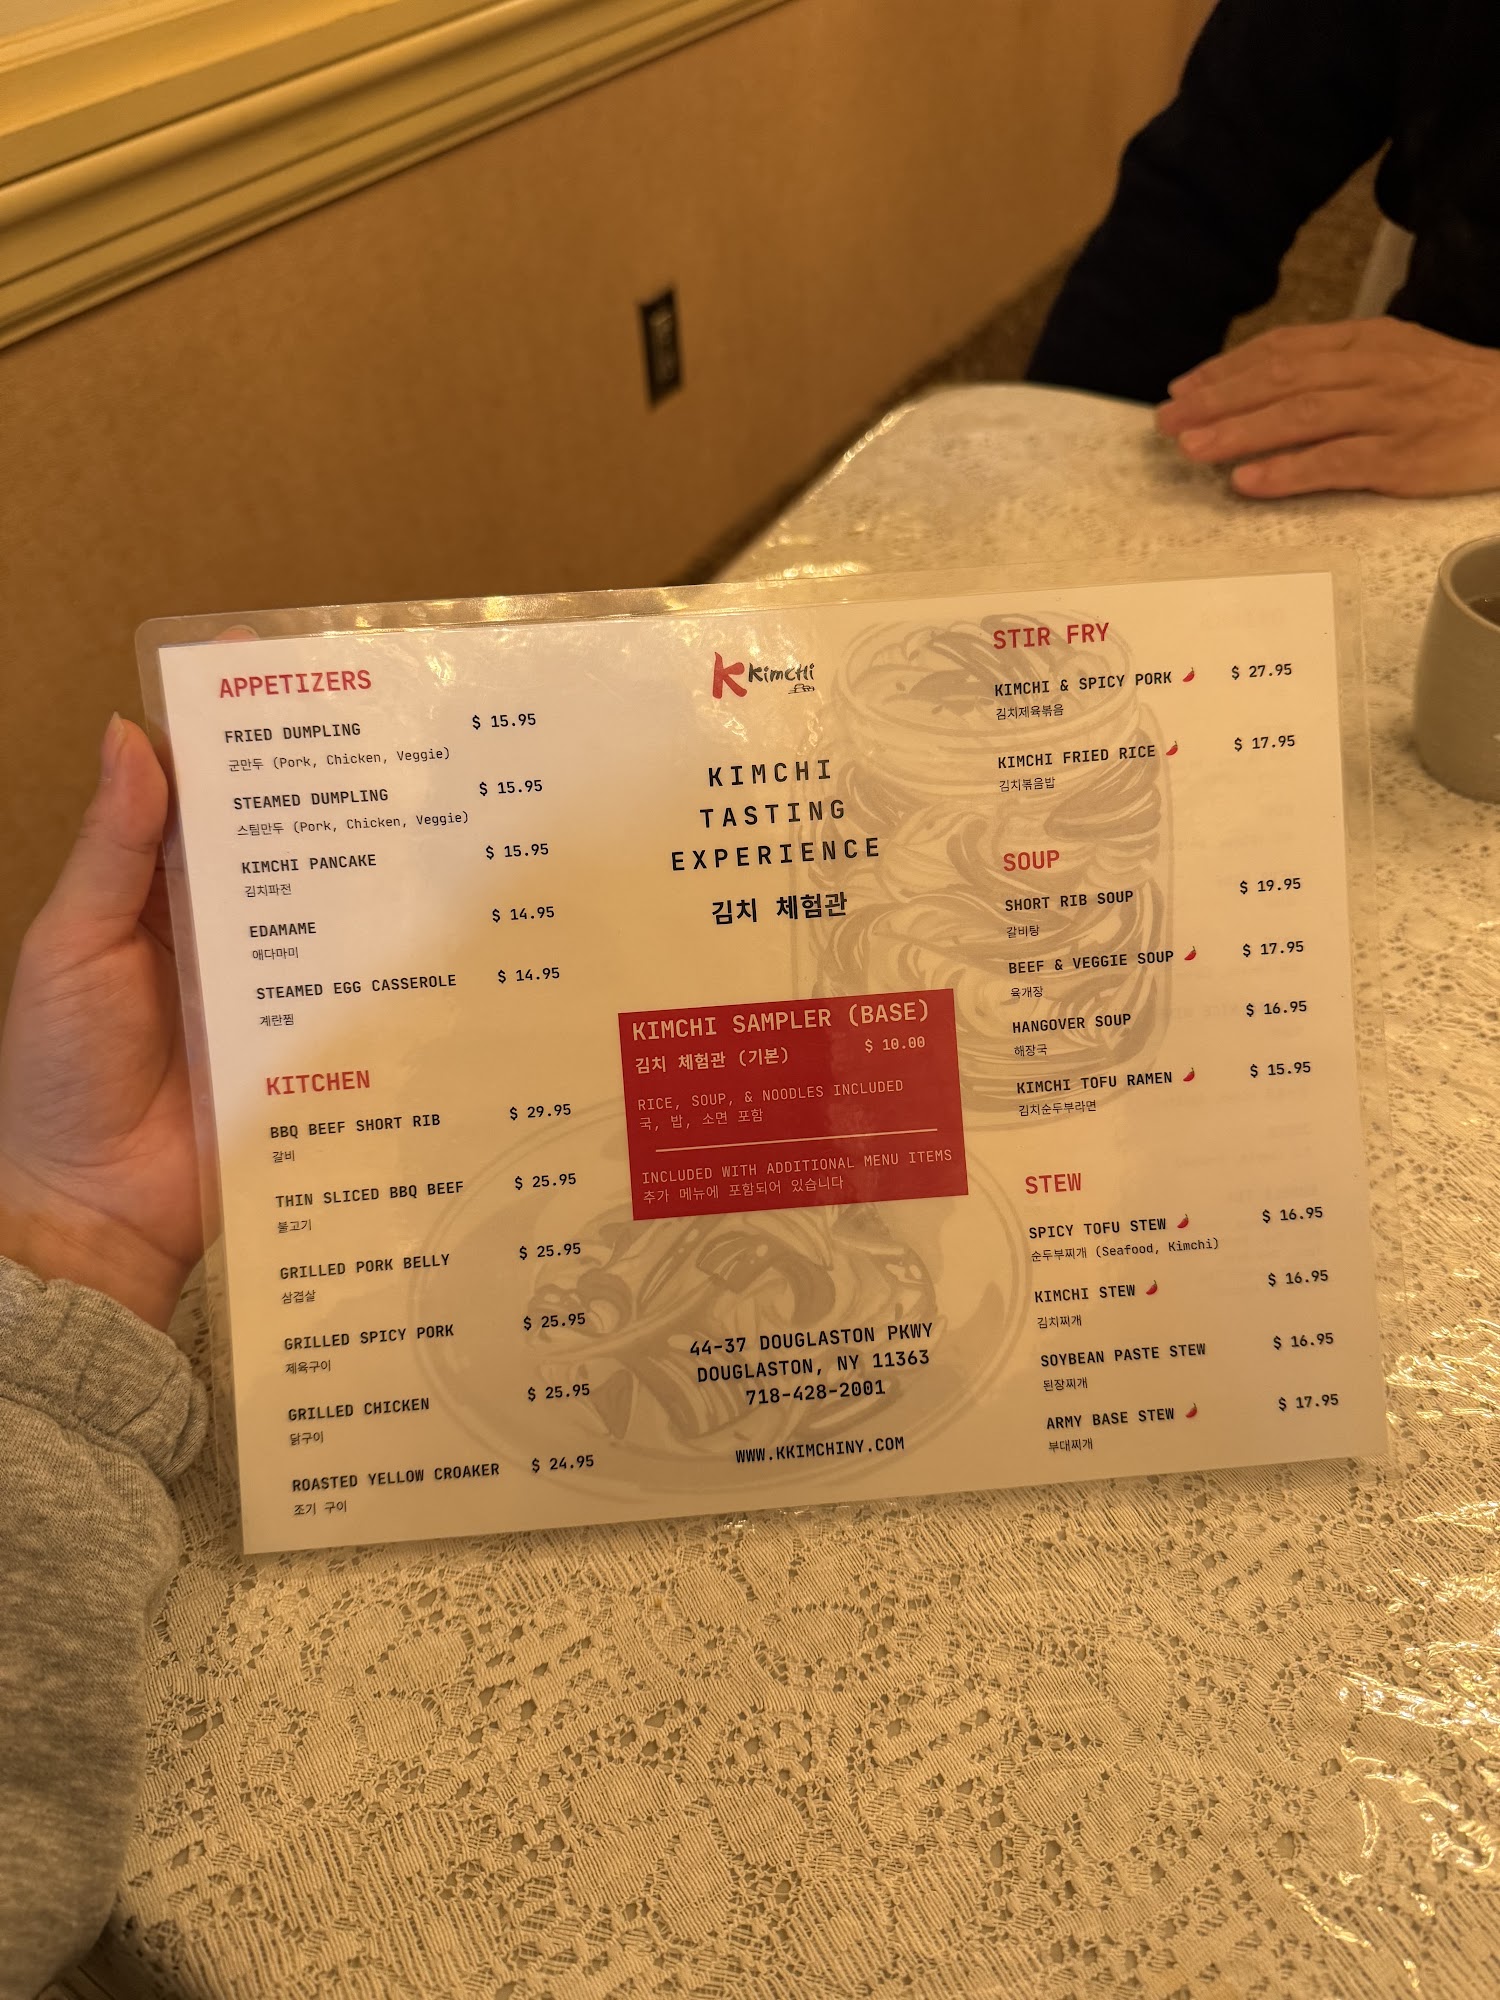 APPETIZERS
FRIED DUMPLING $ 15.95
군만두 (Pork, Chicken, Veggie)
STEAMED DUMPLING $ 15.95
스팀만두 (Pork, Chicken, Veggie)
KIMCHI PANCAKE $ 15.95
김치파전
EDAMAME $ 14.95
애다마미
STEAMED EGG CASSEROLE $ 14.95
계란찜
KITCHEN
BBQ BEEF SHORT RIB $ 29.95
갈비
THIN SLICED BBQ BEEF $ 25.95
불고기
GRILLED PORK BELLY $ 25.95
삼겹살
GRILLED SPICY PORK $ 25.95
제육구이
GRILLED CHICKEN $ 25.95
닭구이
ROASTED YELLOW CROAKER $ 24.95
조기 구이
K Kimchi
KIMCHI
TASTING
EXPERIENCE
김치 체험관
KIMCHI SAMPLER (BASE)
김치 체험관 (기본) $ 10.00
RICE, SOUP, & NOODLES INCLUDED
국, 밥, 소면 포함
INCLUDED WITH ADDITIONAL MENU ITEMS
추가 메뉴에 포함되어 있습니다
44-37 DOUGLASTON PKWY
DOUGLASTON, NY 11363
718-428-2001
WWW.KKIMCHINY.COM
STIR FRY
KIMCHI & SPICY PORK $ 27.95
김치제육볶음
KIMCHI FRIED RICE $ 17.95
김치볶음밥
SOUP
SHORT RIB SOUP $ 19.95
갈비탕
BEEF & VEGGIE SOUP $ 17.95
육개장
HANGOVER SOUP $ 16.95
해장국
KIMCHI TOFU RAMEN $ 15.95
김치순두부라면
STEW
SPICY TOFU STEW $ 16.95
순두부찌개 (Seafood, Kimchi)
KIMCHI STEW $ 16.95
김치찌개
SOYBEAN PASTE STEW $ 16.95
된장찌개
ARMY BASE STEW $ 17.95
부대찌개